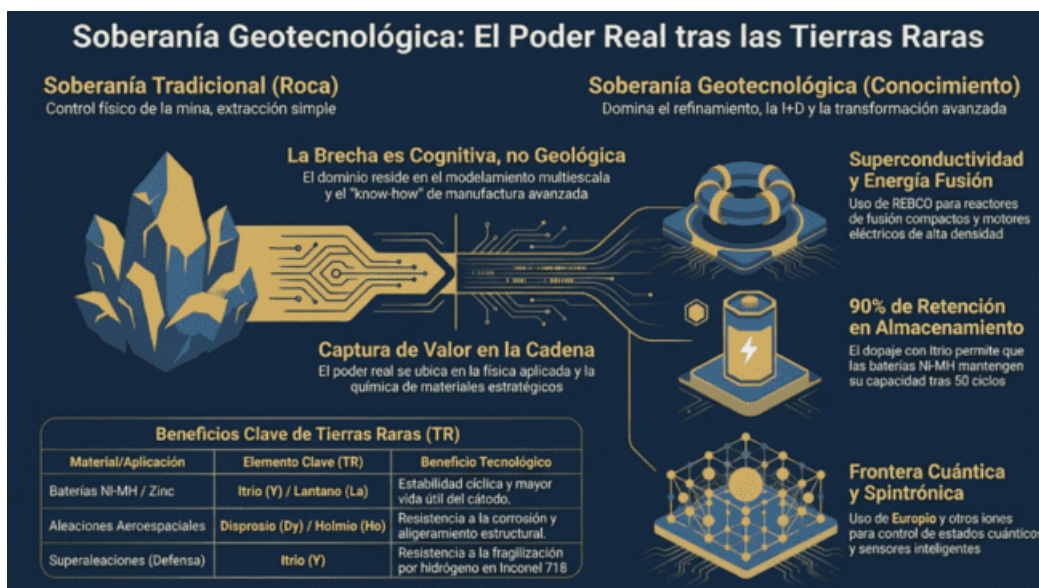 Soberanía Geotecnológica: El Poder Real tras las Tierras Raras
Soberanía Tradicional (Roca)
Control físico de la mina, extracción simple
Soberanía Geotecnológica (Conocimiento)
Domina el refinamiento, la I+D y la transformación avanzada
La Brecha es Cognitiva, no Geológica
El dominio reside en el modelamiento multiescala
y el "know-how" de manufactura avanzada
Captura de Valor en la Cadena
El poder real se ubica en la física aplicada y la
química de materiales estratégicos
Superconductividad
y Energía Fusión
Uso de REBCO para reactores
de fusión compactos y motores
eléctricos de alta densidad
90% de Retención
en Almacenamiento
El dopaje con Itrio permite que
las baterías Ni-MH mantengen
su capacidad tras 50 ciclos
Frontera Cuántica
y Spintrónica
Uso de Europio y otros iones
para control de estados cuánticos
y sensores inteligentes
Beneficios Clave de Tierras Raras (TR)
Material/Aplicación Elemento Clave (TR) Beneficio Tecnológico
Baterías NI-MH / Zinc Itrio (Y) / Lantano (La) Estabilidad cíclica y mayor
vida útil del cátodo.
Aleaciones Aeroespaciales Disprosio (Dy) / Holmio (Ho) Resistencia a la corrosión y
aligeramiento estructural.
Superaleaciones (Defensa) Itrio (Y) Resistencia a la fragilización
por hidrógeno en Inconel 718